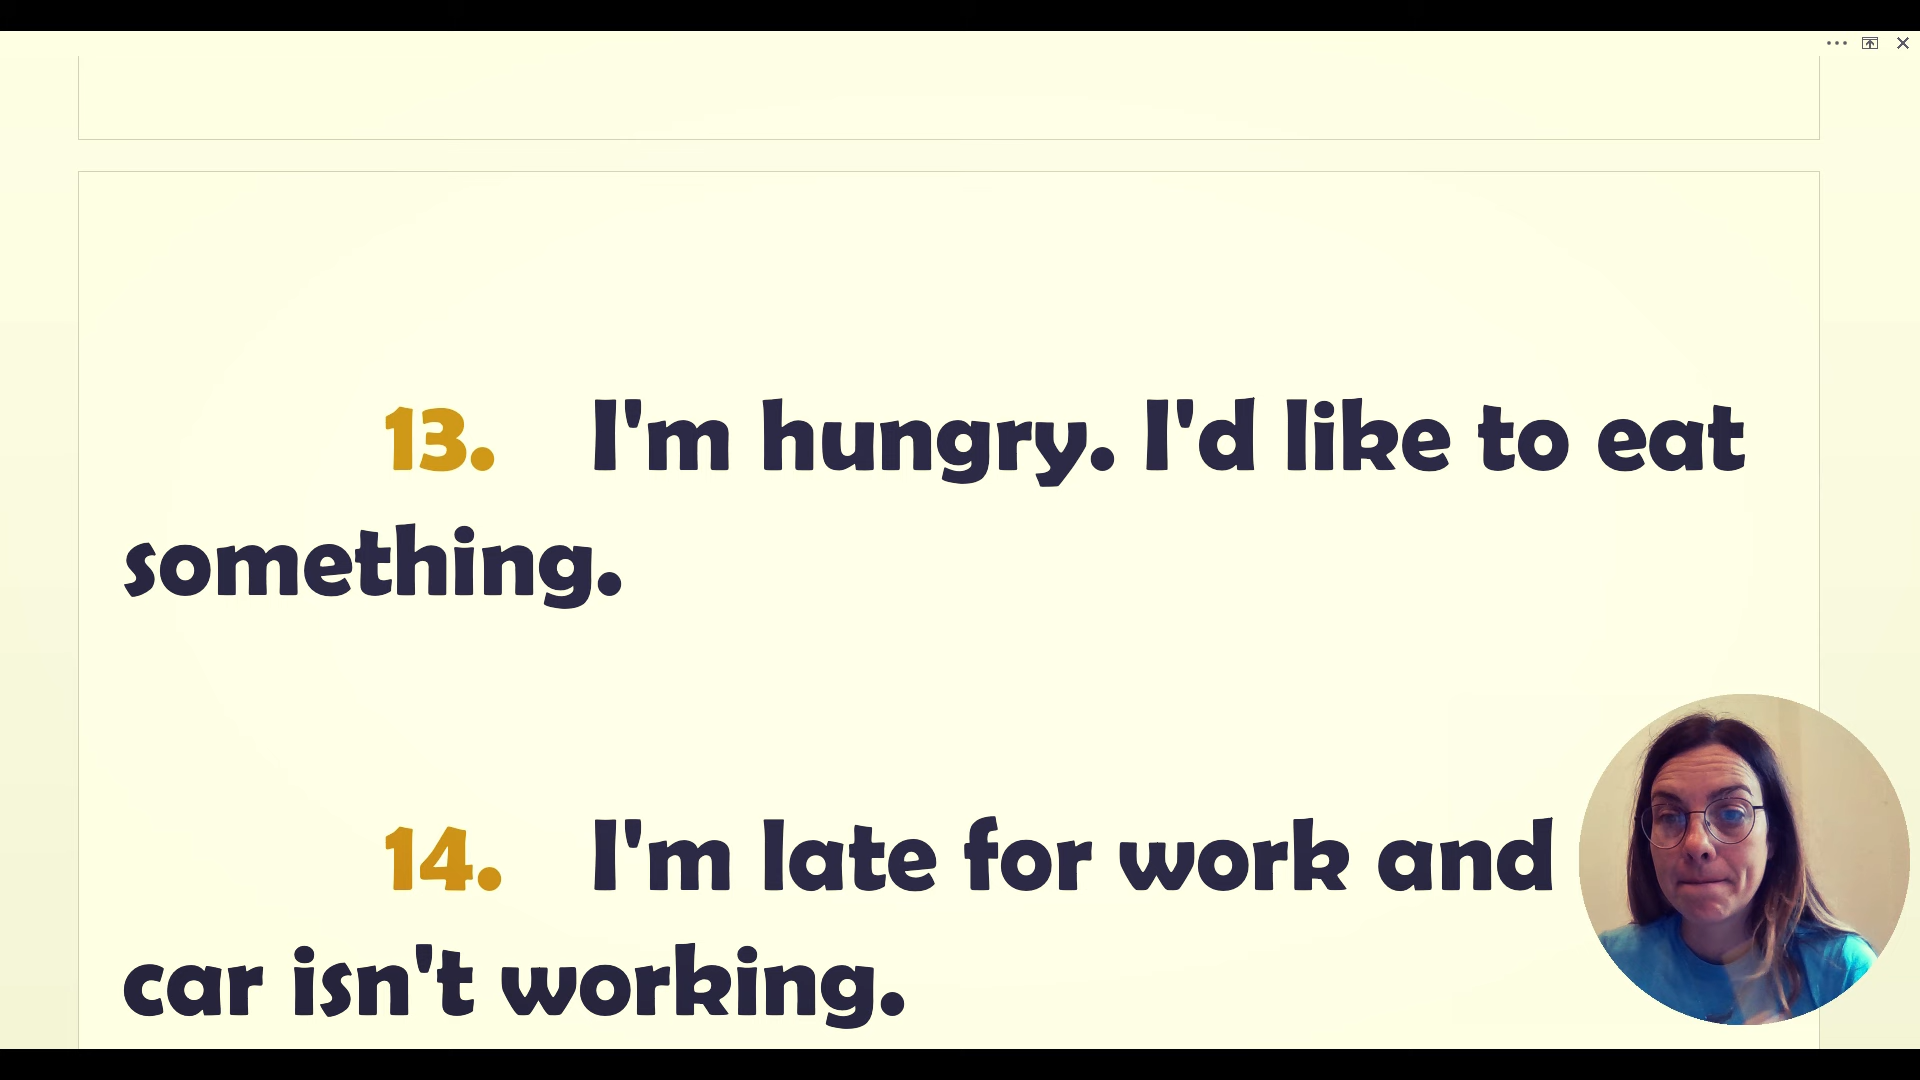 13. I'm hungry. I'd like to eat
something.
14. I'm late for work and
car isn't working.